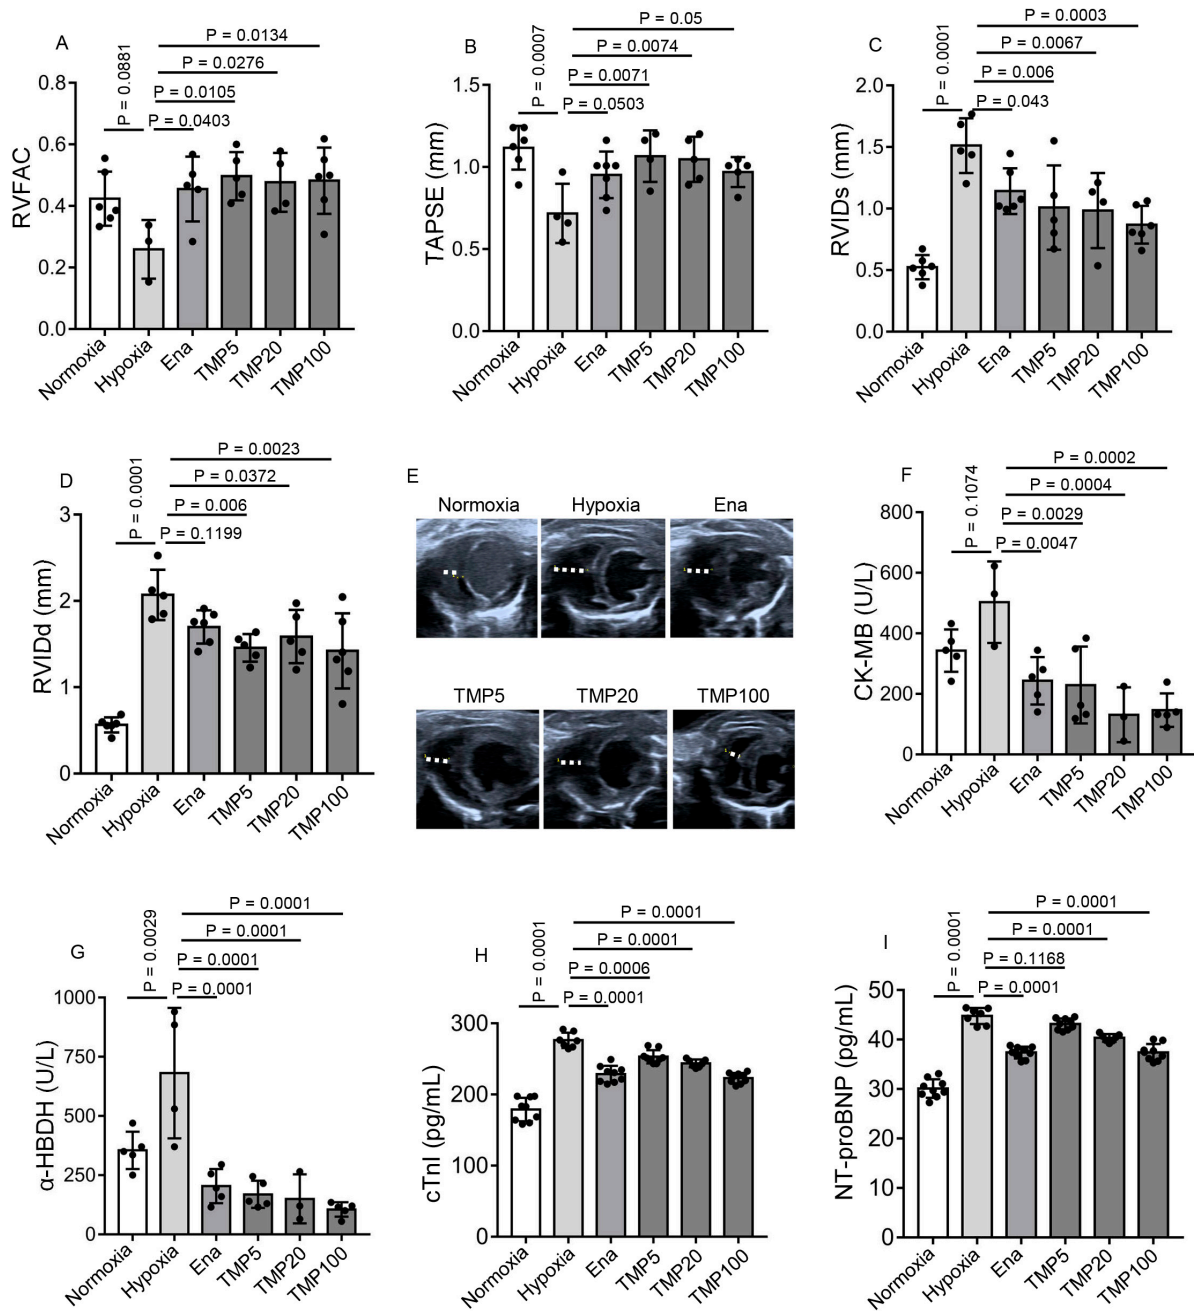 A
P = 0.0134
P = 0.0276
P = 0.0105
P = 0.0403
P = 0.0881
RVFAC
0.8
0.6
0.4
0.2
0.0
Normoxia
Hypoxia
Ena
TMP5
TMP20
TMP100
B
P = 0.05
P = 0.0074
P = 0.0071
P = 0.0503
P = 0.0007
TAPSE (mm)
1.5
1.0
0.5
0.0
Normoxia
Hypoxia
Ena
TMP5
TMP20
TMP100
C
P = 0.0003
P = 0.0067
P = 0.006
P = 0.043
P = 0.0001
RVIDs (mm)
2.0
1.5
1.0
0.5
0.0
Normoxia
Hypoxia
Ena
TMP5
TMP20
TMP100
D
P = 0.0023
P = 0.0372
P = 0.006
P = 0.1199
P = 0.0001
RVIDd (mm)
3
2
1
0
Normoxia
Hypoxia
Ena
TMP5
TMP20
TMP100
E
Normoxia
Hypoxia
Ena
TMP5
TMP20
TMP100
F
P = 0.0002
P = 0.0004
P = 0.0029
P = 0.0047
P = 0.1074
CK-MB (U/L)
800
600
400
200
0
Normoxia
Hypoxia
Ena
TMP5
TMP20
TMP100
G
P = 0.0001
P = 0.0001
P = 0.0001
P = 0.0001
P = 0.0029
α-HBDH (U/L)
1000
750
500
250
0
Normoxia
Hypoxia
Ena
TMP5
TMP20
TMP100
H
P = 0.0001
P = 0.0001
P = 0.0006
P = 0.0001
P = 0.0001
cTnI (pg/mL)
300
200
100
0
Normoxia
Hypoxia
Ena
TMP5
TMP20
TMP100
I
P = 0.0001
P = 0.0001
P = 0.1168
P = 0.0001
P = 0.0001
NT-proBNP (pg/mL)
50
40
30
20
10
0
Normoxia
Hypoxia
Ena
TMP5
TMP20
TMP100